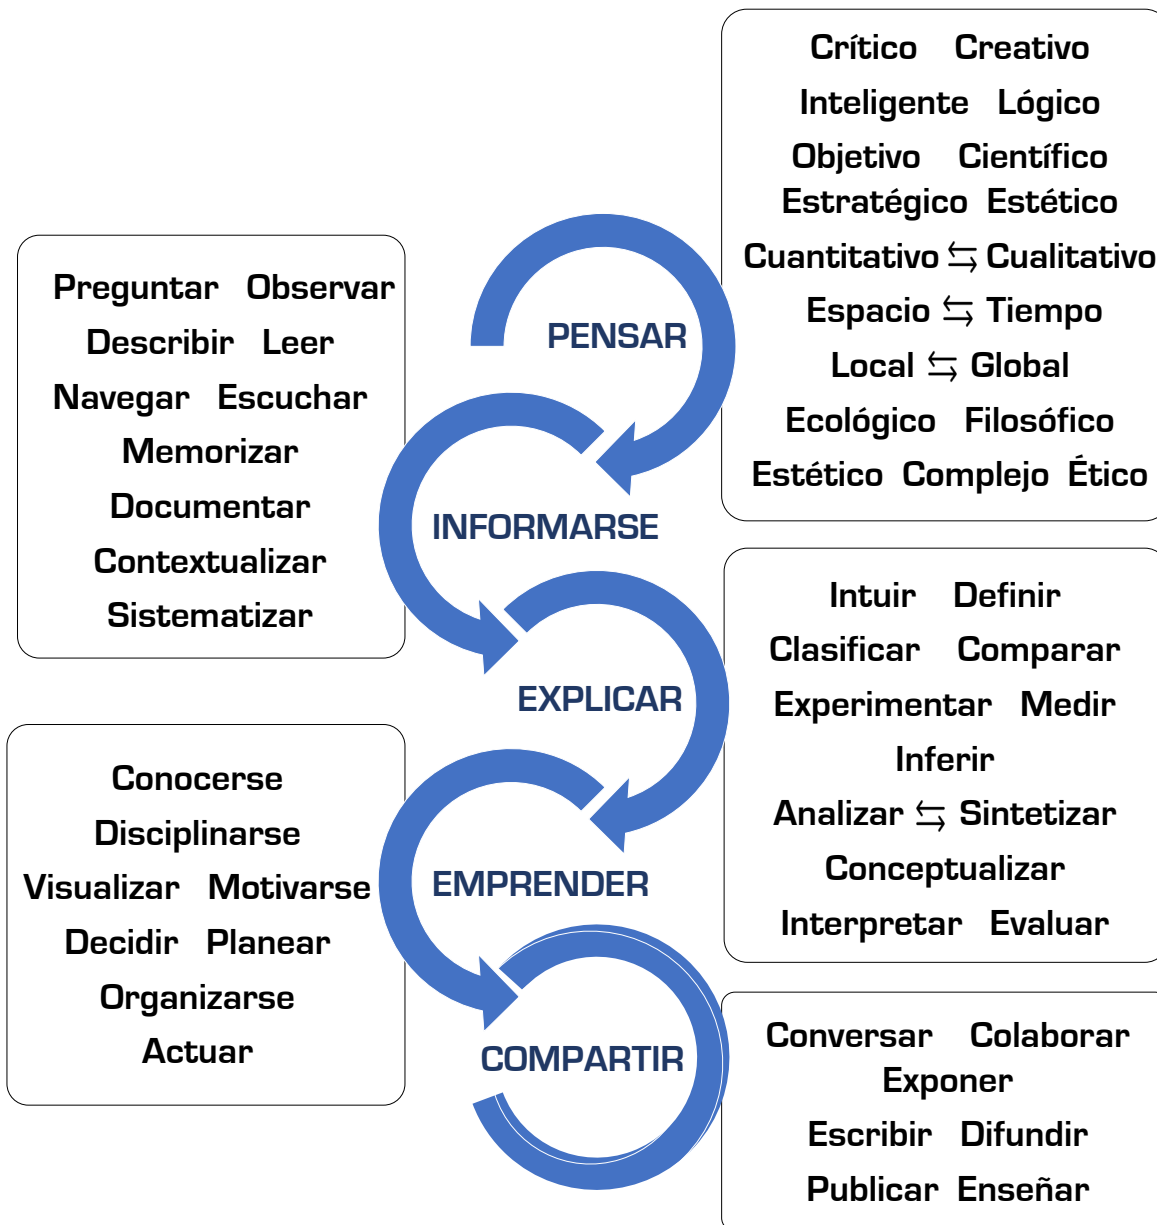 Crítico Creativo
Inteligente Lógico
Objetivo Científico
Estratégico Estético
Cuantitativo ⇆ Cualitativo
Espacio ⇆ Tiempo
Local ⇆ Global
Ecológico Filosófico
Estético Complejo Ético
PENSAR
Preguntar Observar
Describir Leer
Navegar Escuchar
Memorizar
Documentar
Contextualizar
Sistematizar
INFORMARSE
Intuir Definir
Clasificar Comparar
Experimentar Medir
Inferir
Analizar ⇆ Sintetizar
Conceptualizar
Interpretar Evaluar
EXPLICAR
Conocerse
Disciplinarse
Visualizar Motivarse
Decidir Planear
Organizarse
Actuar
EMPRENDER
Conversar Colaborar
Exponer
Escribir Difundir
Publicar Enseñar
COMPARTIR